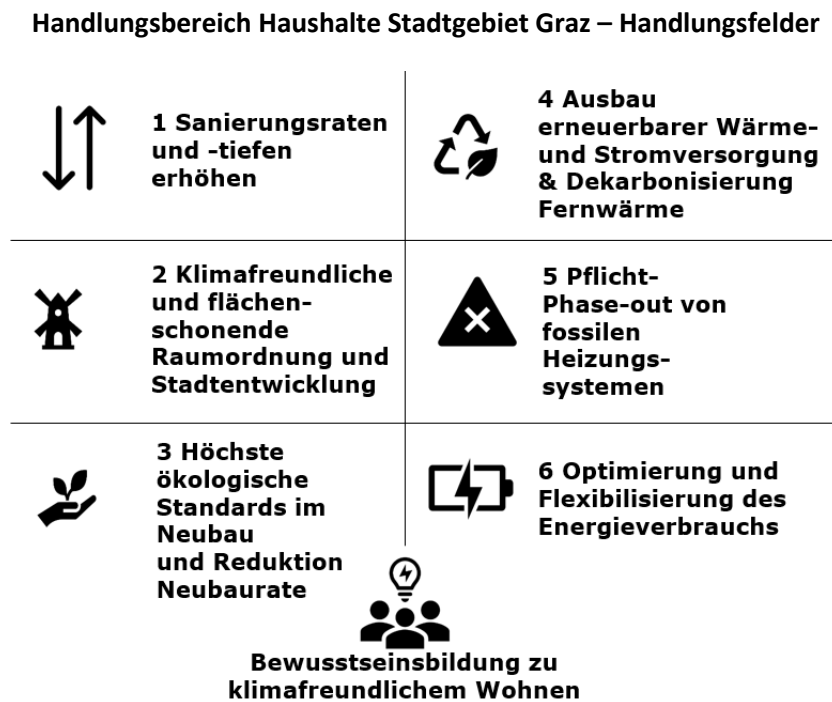 Handlungsbereich Haushalte Stadtgebiet Graz – Handlungsfelder
1 Sanierungsraten
und -tiefen
erhöhen
2 Klimafreundliche
und flächen-
schonende
Raumordnung und
Stadtentwicklung
3 Höchste
ökologische
Standards im
Neubau
und Reduktion
Neubaurate
4 Ausbau
erneuerbarer Wärme-
und Stromversorgung
& Dekarbonisierung
Fernwärme
5 Pflicht-
Phase-out von
fossilen
Heizungs-
systemen
6 Optimierung und
Flexibilisierung des
Energieverbrauchs
Bewusstseinsbildung zu
klimafreundlichem Wohnen